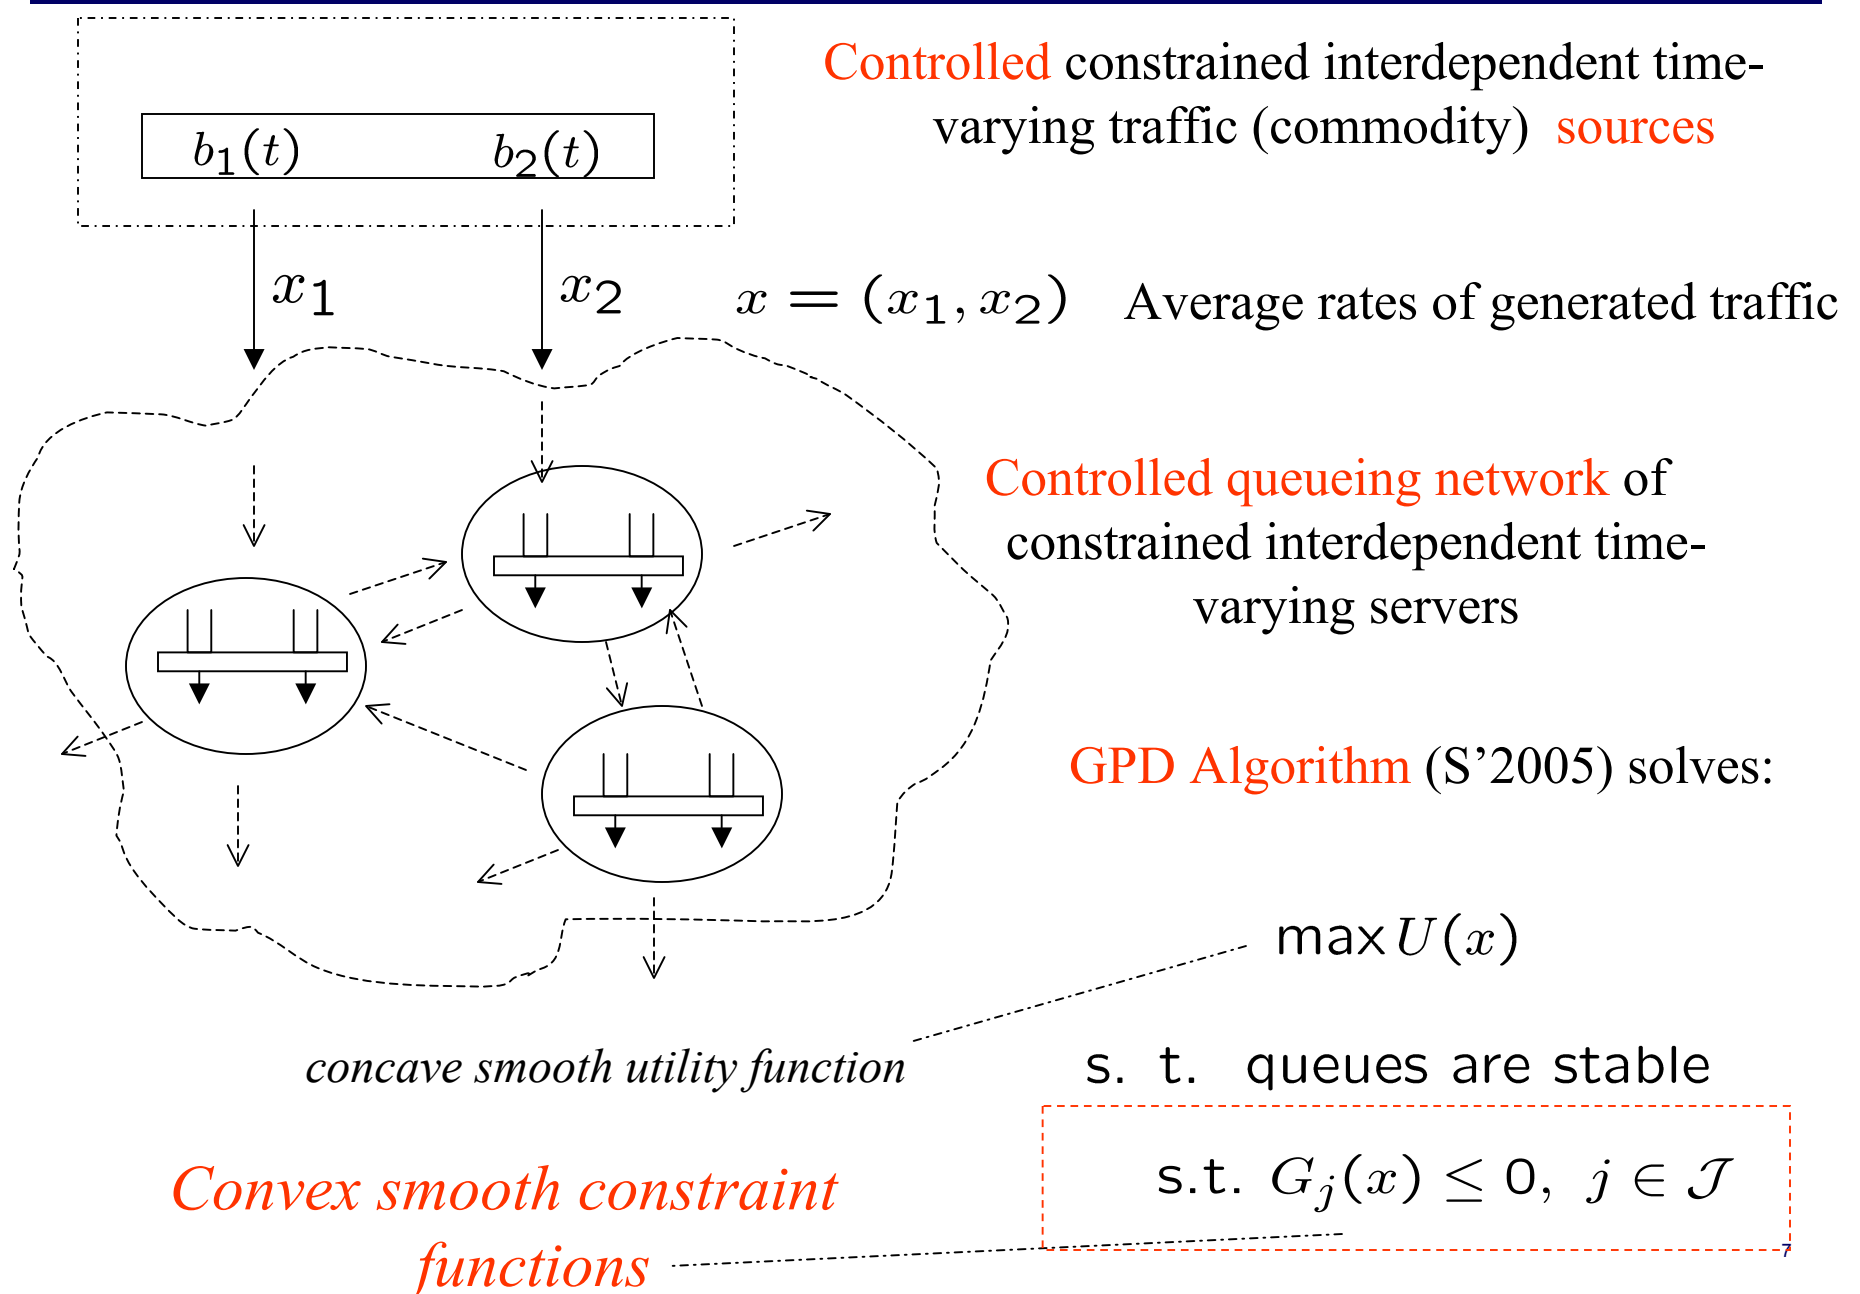 Controlled constrained interdependent time-
varying traffic (commodity) sources
b₁(t) b₂(t)
x₁ x₂ x = (x₁, x₂) Average rates of generated traffic
Controlled queueing network of
constrained interdependent time-
varying servers
GPD Algorithm (S’2005) solves:
max U(x)
concave smooth utility function
s. t. queues are stable
s.t. Gⱼ(x) ≤ 0, j ∈ 𝒥
Convex smooth constraint
functions
7